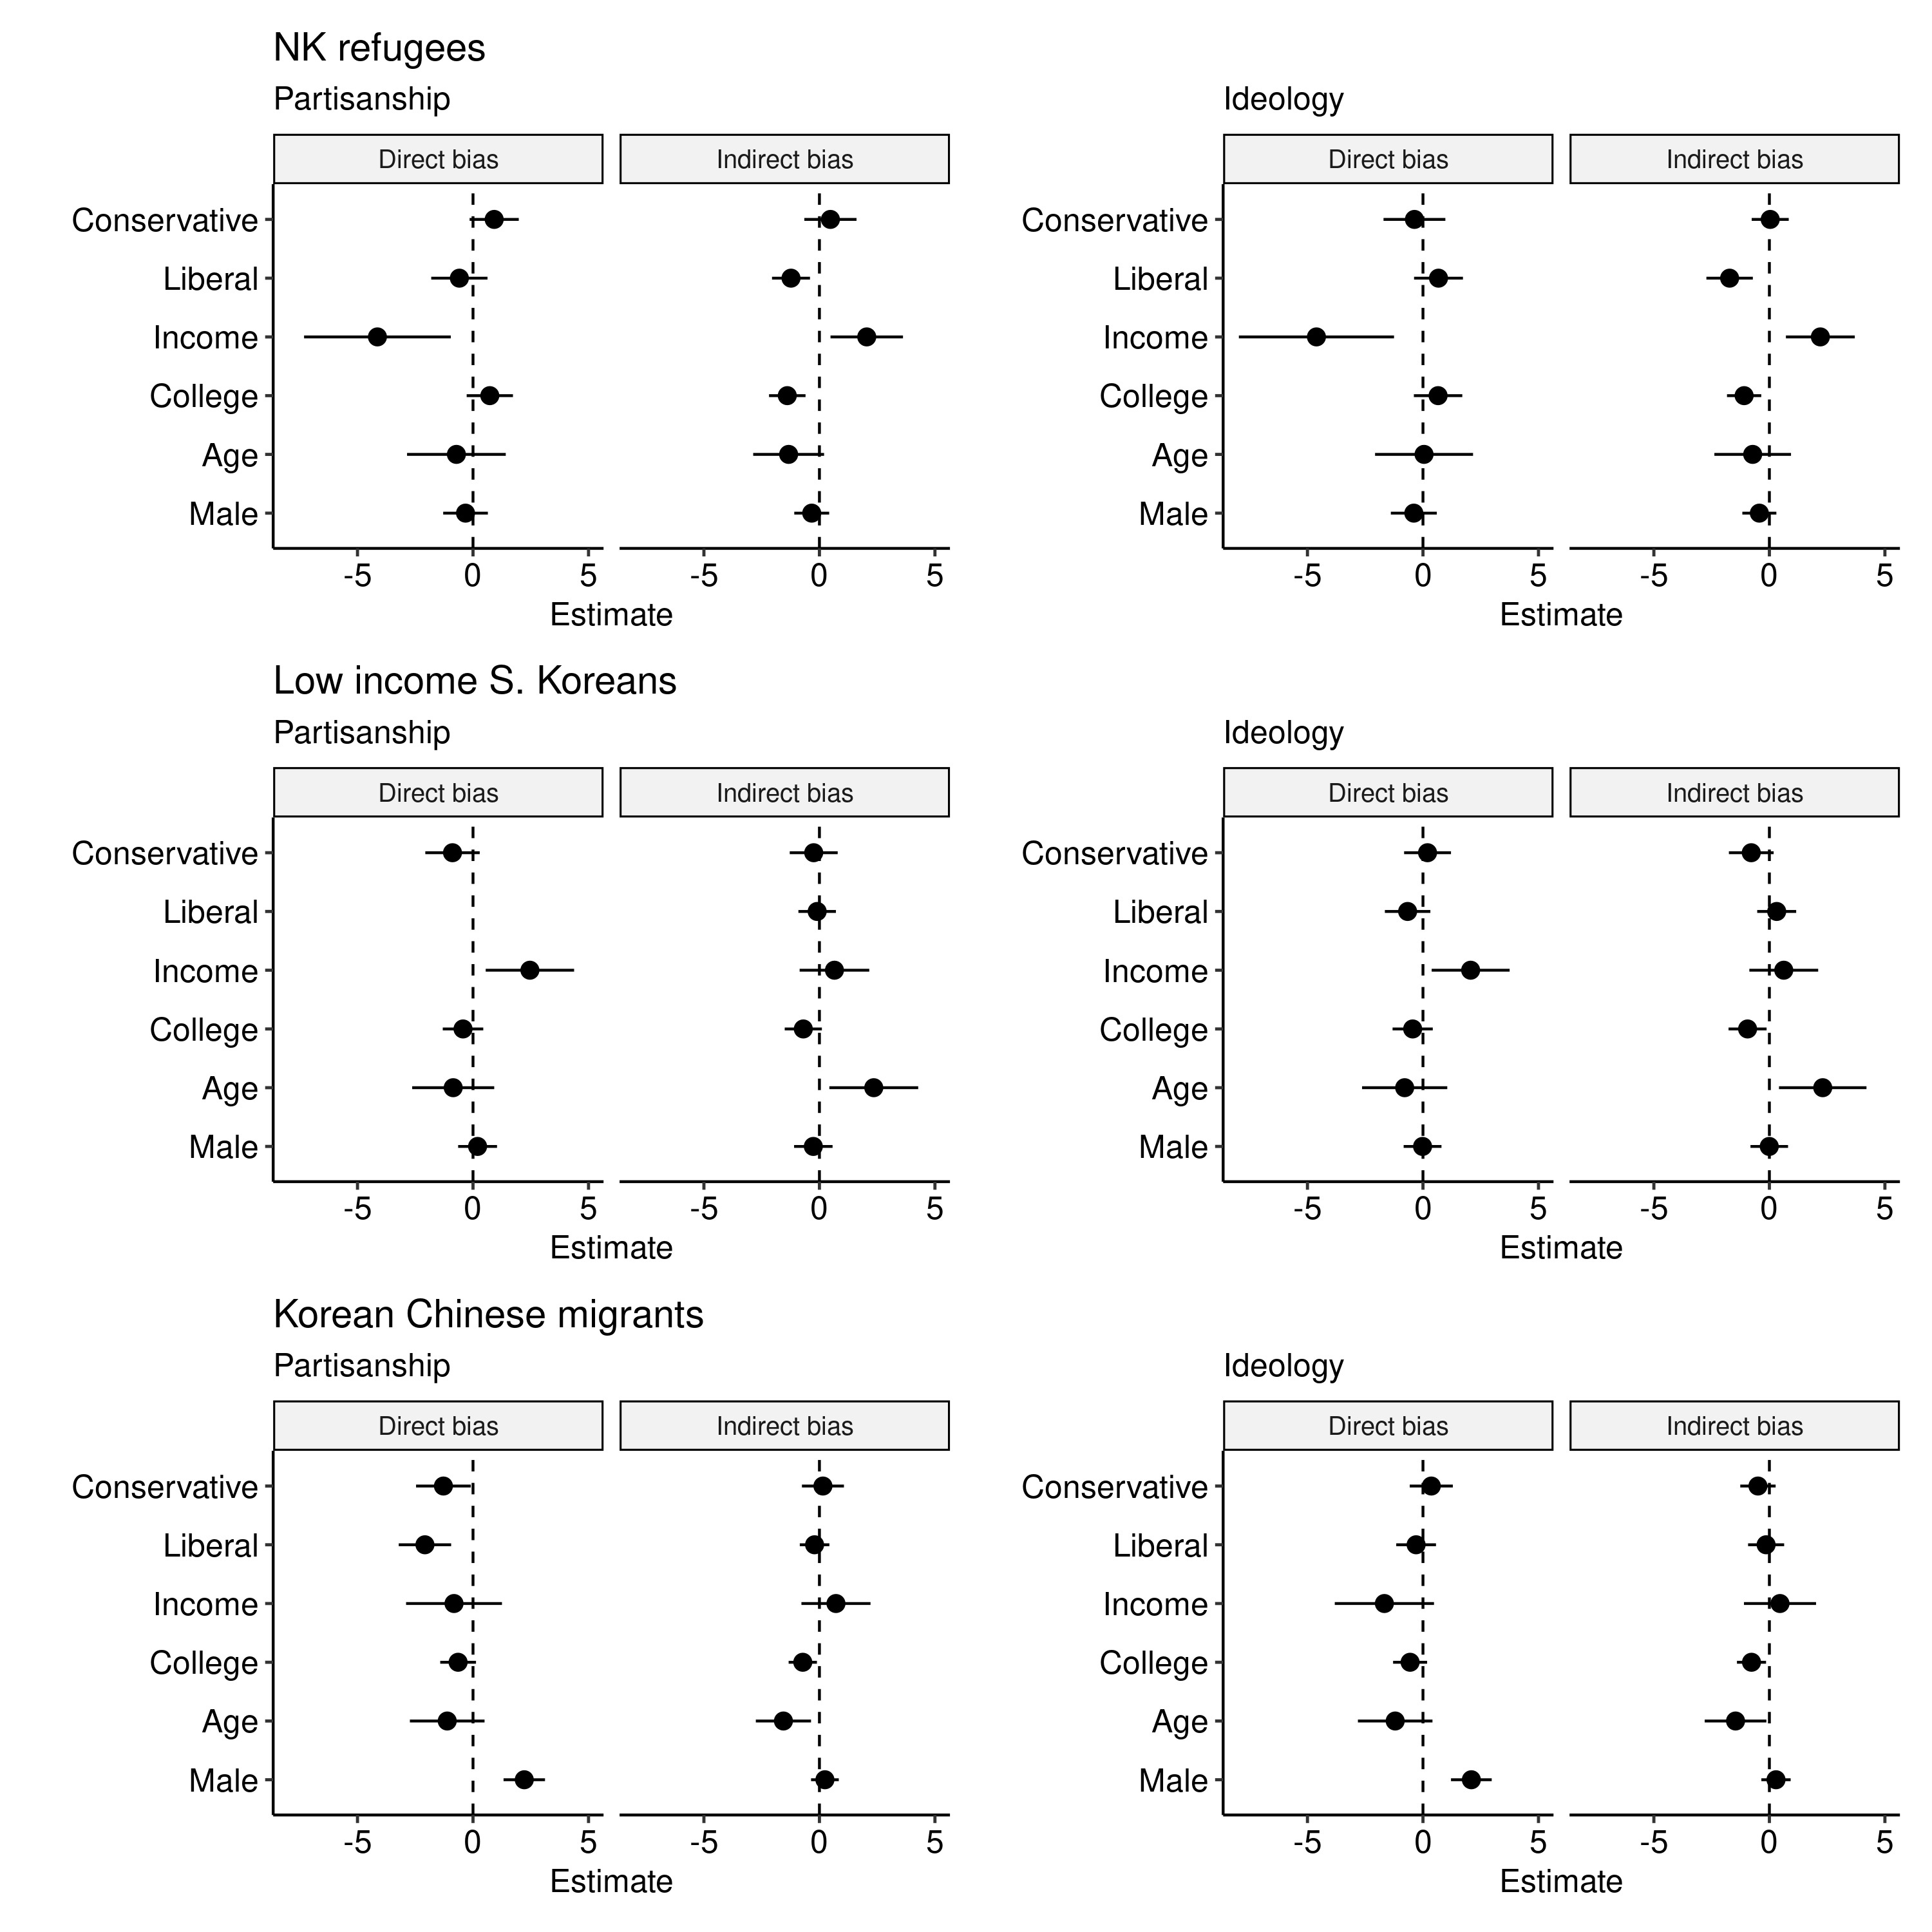 NK refugees
Partisanship
Ideology
Direct bias
Indirect bias
Direct bias
Indirect bias
Conservative
Liberal
Income
College
Age
Male
Conservative
Liberal
Income
College
Age
Male
-5 0 5 -5 0 5
-5 0 5 -5 0 5
Estimate
Estimate
Low income S. Koreans
Partisanship
Ideology
Direct bias
Indirect bias
Direct bias
Indirect bias
Conservative
Liberal
Income
College
Age
Male
Conservative
Liberal
Income
College
Age
Male
-5 0 5 -5 0 5
-5 0 5 -5 0 5
Estimate
Estimate
Korean Chinese migrants
Partisanship
Ideology
Direct bias
Indirect bias
Direct bias
Indirect bias
Conservative
Liberal
Income
College
Age
Male
Conservative
Liberal
Income
College
Age
Male
-5 0 5 -5 0 5
-5 0 5 -5 0 5
Estimate
Estimate